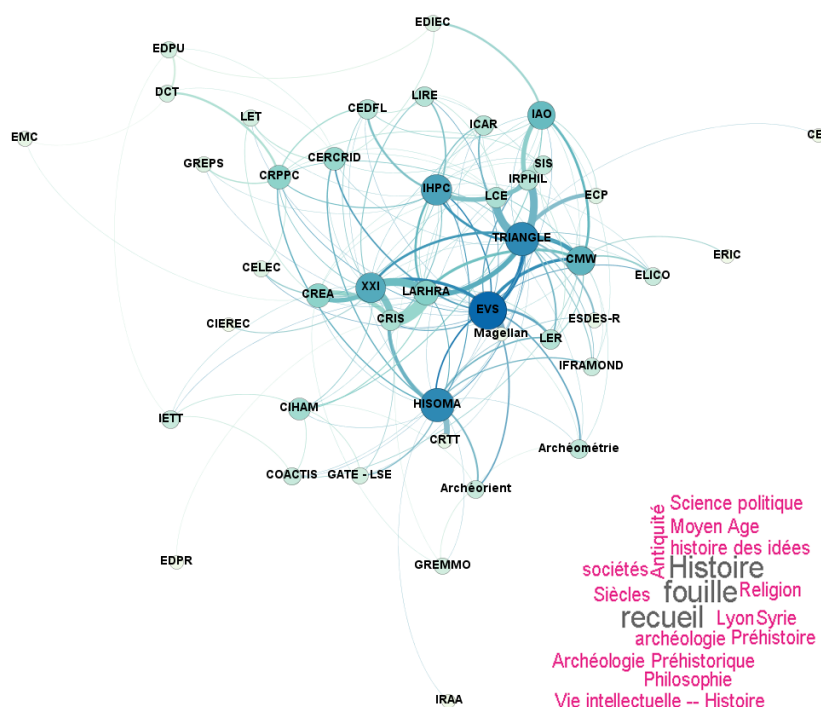 EDIEC
EDPU
DCT
LIRE
CEDFL
IAO
LET
ICAR
EMC
CE
CERCRID
SIS
GREPS
CRPPC
IRPHIL
IHPC
LCE
ECP
TRIANGLE
ERIC
CELEC
CMW
ELICO
XXI
LARHRA
CREA
EVS
CRIS
ESDES-R
CIEREC
Magellan
LER
IFRAMOND
HISOMA
CIHAM
IETT
CRTT
Archéométrie
COACTIS
GATE - LSE
Archéorient
EDPR
GREMMO
IRAA
Science politique
Antiquité
Moyen Age
histoire des idées
sociétés
Histoire
Siècles
fouille
Religion
recueil
Lyon
Syrie
archéologie
Préhistoire
Archéologie Préhistorique
Philosophie
Vie intellectuelle -- Histoire